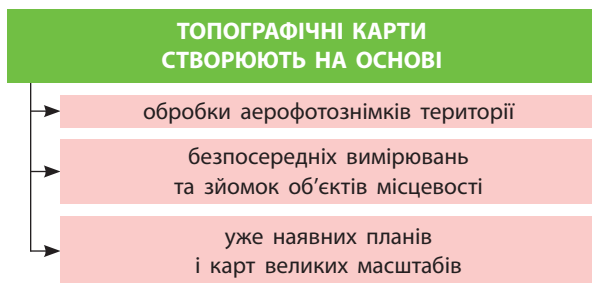 ТОПОГРАФІЧНІ КАРТИ
СТВОРЮЮТЬ НА ОСНОВІ
обробки аерофотознімків території
безпосередніх вимірювань
та зйомок об’єктів місцевості
уже наявних планів
і карт великих масштабів